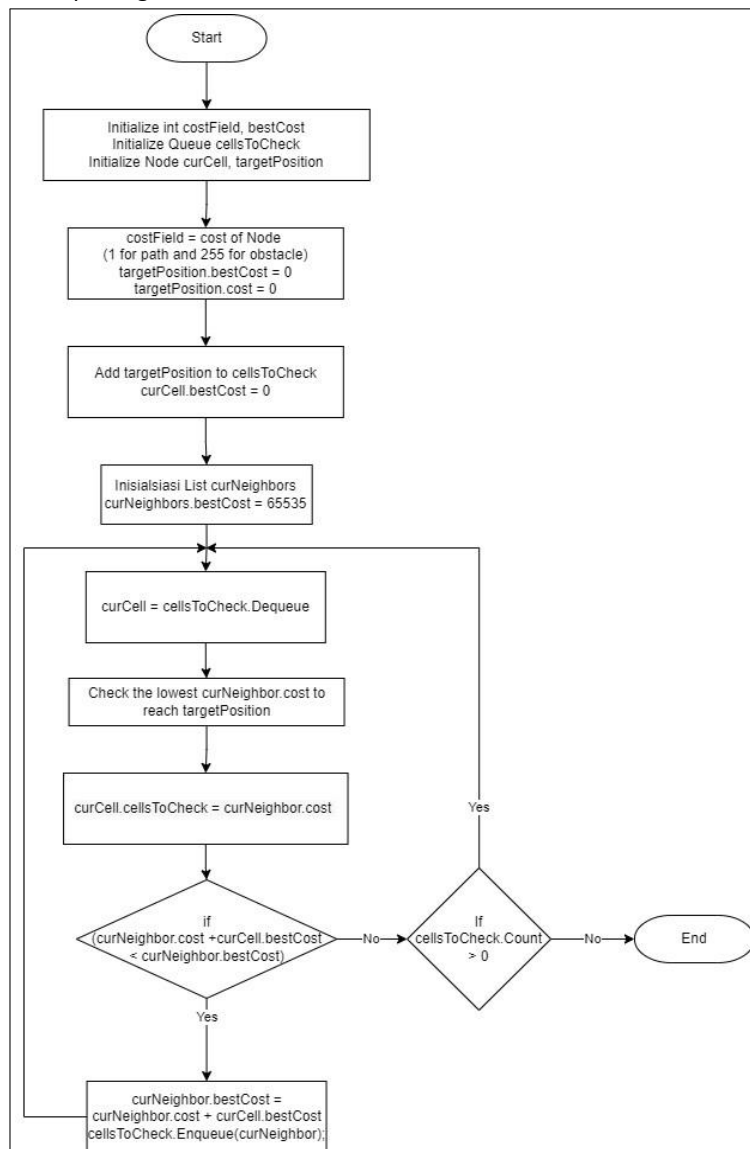 Start
Initialize int costField, bestCost
Initialize Queue cellsToCheck
Initialize Node curCell, targetPosition
costField = cost of Node
(1 for path and 255 for obstacle)
targetPosition.bestCost = 0
targetPosition.cost = 0
Add targetPosition to cellsToCheck
curCell.bestCost = 0
Inisialsiasi List curNeighbors
curNeighbors.bestCost = 65535
curCell = cellsToCheck.Dequeue
Check the lowest curNeighbor.cost to
reach targetPosition
curCell.cellsToCheck = curNeighbor.cost
Yes
if
(curNeighbor.cost +curCell.bestCost
< curNeighbor.bestCost)
No
If
cellsToCheck.Count
> 0
No
End
Yes
curNeighbor.bestCost =
curNeighbor.cost + curCell.bestCost
cellsToCheck.Enqueue(curNeighbor);